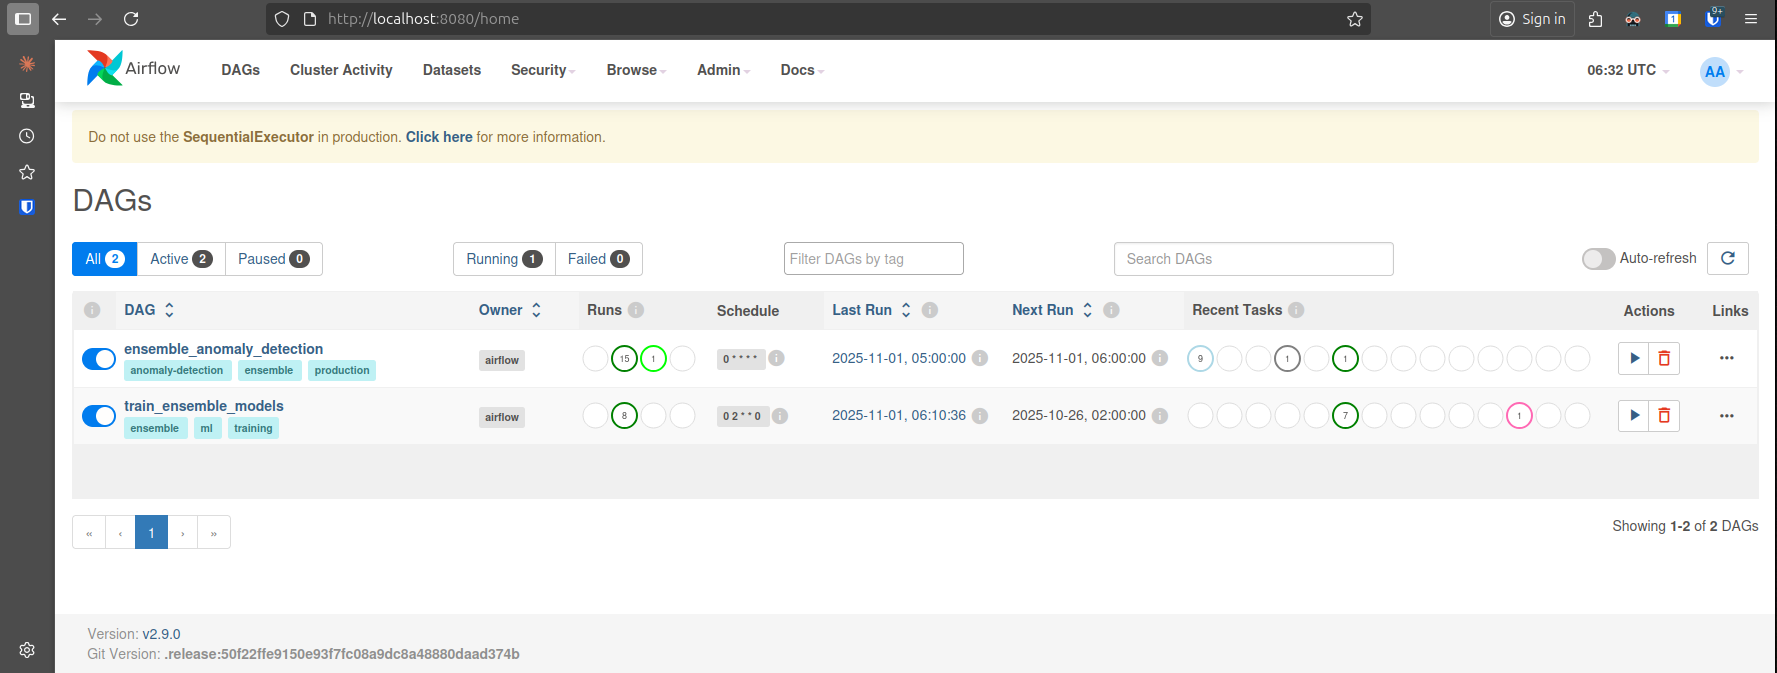 http://localhost:8080/home
Sign in
1
9+
Airflow
DAGs Cluster Activity Datasets Security Browse Admin Docs
06:32 UTC
AA
Do not use the SequentialExecutor in production. Click here for more information.
DAGs
All 2 Active 2 Paused 0
Running 1 Failed 0
Filter DAGs by tag
Search DAGs
Auto-refresh
i DAG Owner Runs i Schedule Last Run i Next Run i Recent Tasks i Actions Links
ensemble_anomaly_detection
anomaly-detection ensemble production
airflow
15 1
0 * * * * i
2025-11-01, 05:00:00 i
2025-11-01, 06:00:00 i
9 1 1
train_ensemble_models
ensemble ml training
airflow
8
0 2 * * 0 i
2025-11-01, 06:10:36 i
2025-10-26, 02:00:00 i
7 1
« ‹ 1 › »
Showing 1-2 of 2 DAGs
Version: v2.9.0
Git Version: .release:50f22ffe9150e93f7fc08a9dc8a48880daad374b